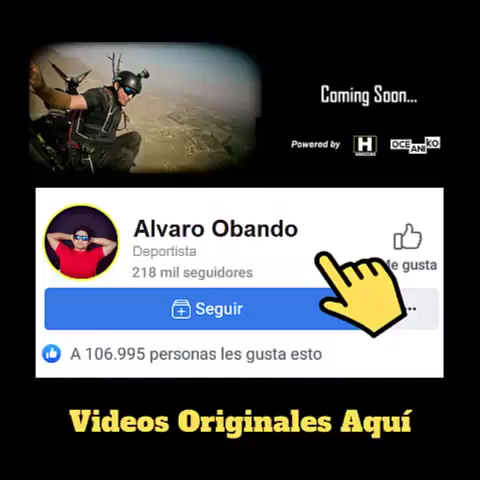 Coming Soon...
Powered by H OCEANIKO
Alvaro Obando
Deportista
218 mil seguidores
Me gusta
Seguir
...
A 106.995 personas les gusta esto
Videos Originales Aquí